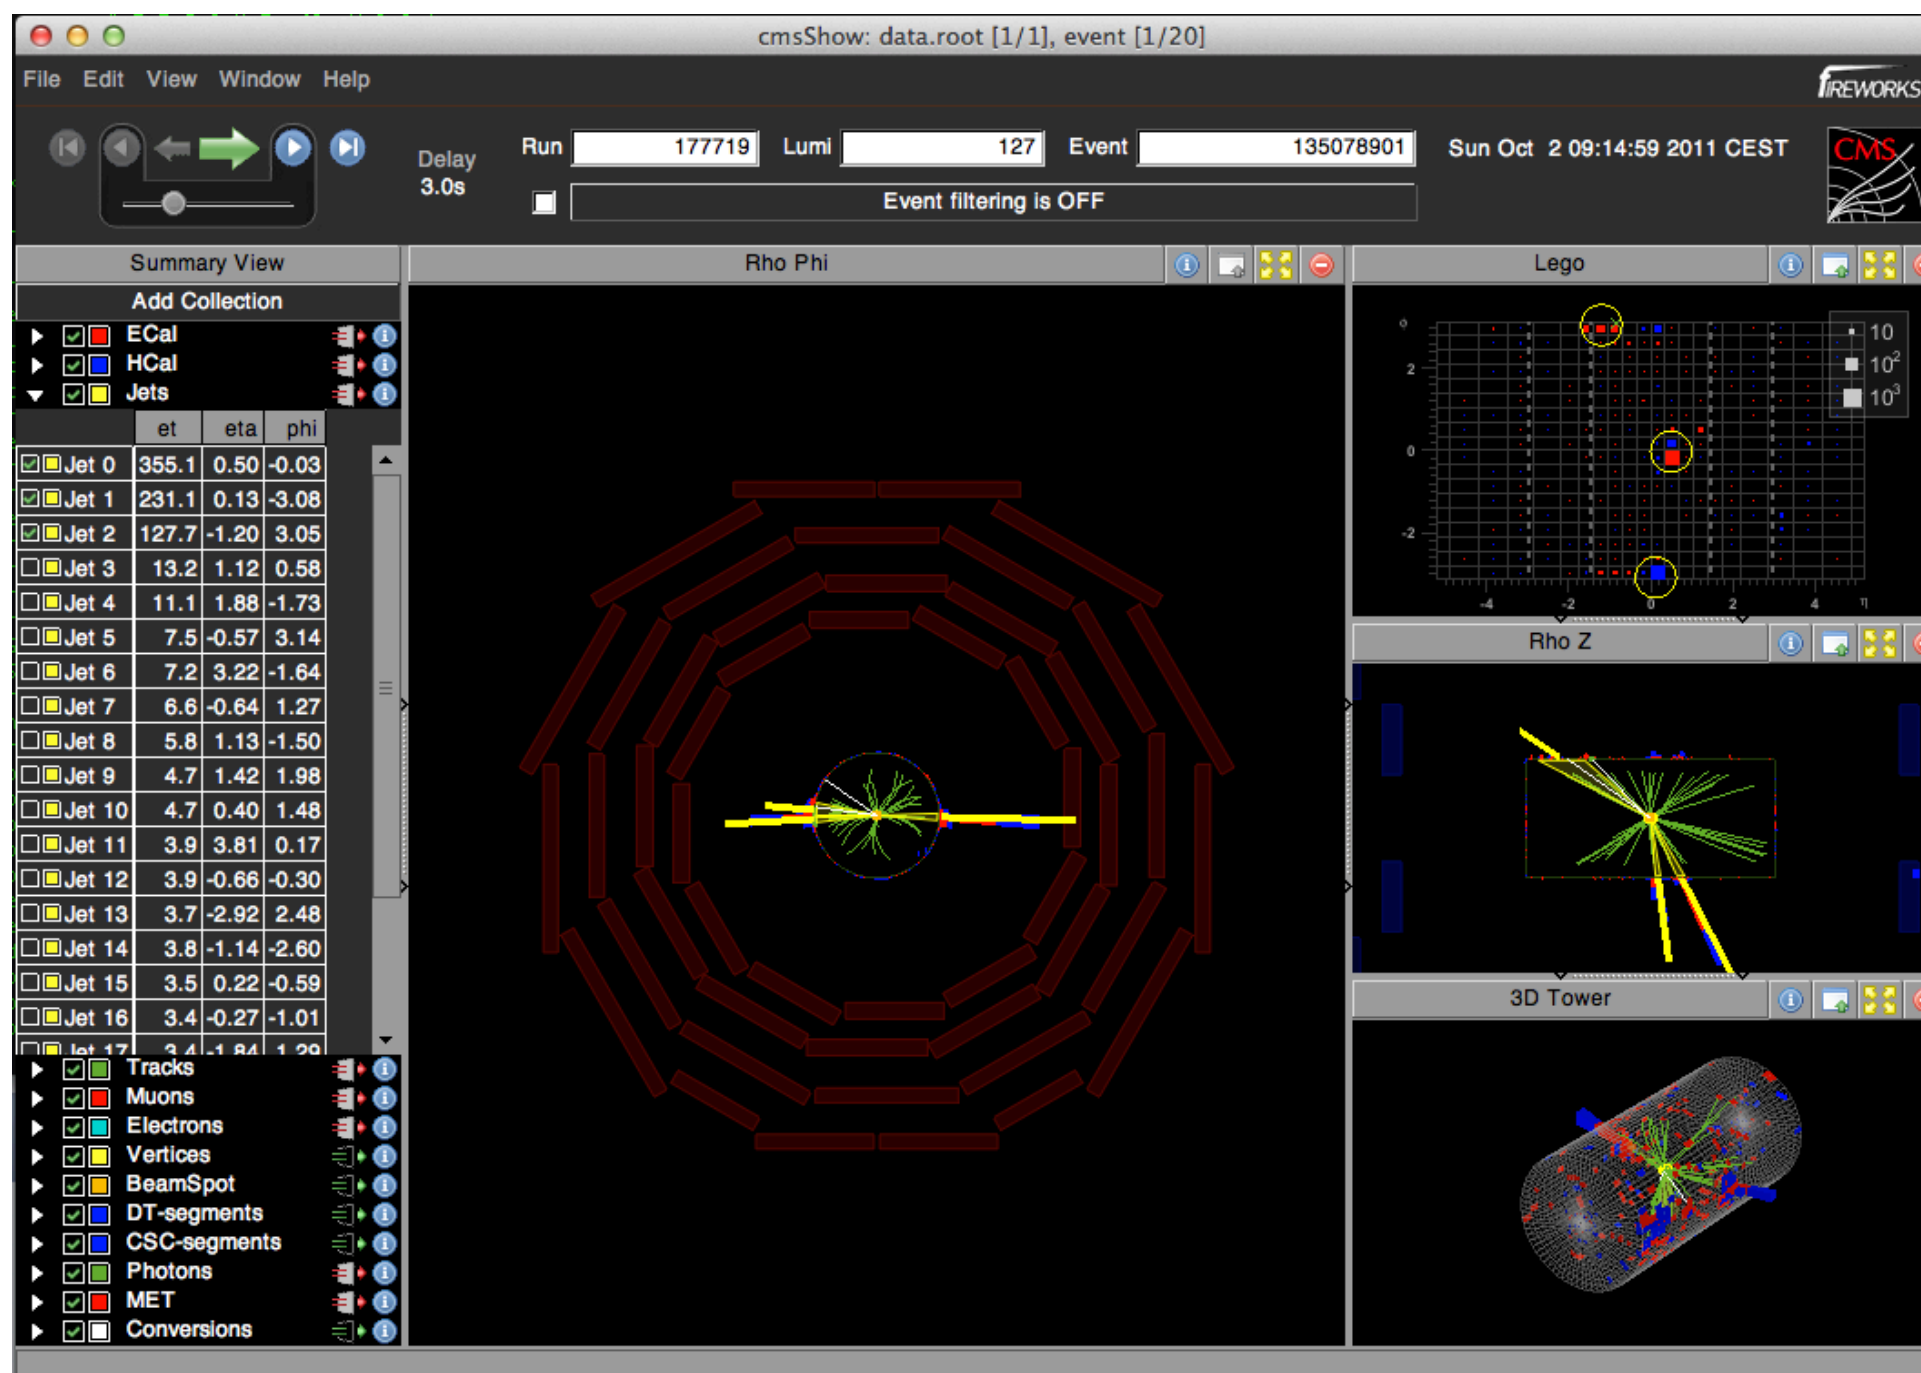 cmsShow: data.root [1/1], event [1/20]
File Edit View Window Help
FIREWORKS
Delay
3.0s
Run 177719 Lumi 127 Event 135078901 Sun Oct 2 09:14:59 2011 CEST
CMS
Event filtering is OFF
Summary View
Add Collection
ECal
HCal
Jets
et eta phi
Jet 0 355.1 0.50 -0.03
Jet 1 231.1 0.13 -3.08
Jet 2 127.7 -1.20 3.05
Jet 3 13.2 1.12 0.58
Jet 4 11.1 1.88 -1.73
Jet 5 7.5 -0.57 3.14
Jet 6 7.2 3.22 -1.64
Jet 7 6.6 -0.64 1.27
Jet 8 5.8 1.13 -1.50
Jet 9 4.7 1.42 1.98
Jet 10 4.7 0.40 1.48
Jet 11 3.9 3.81 0.17
Jet 12 3.9 -0.66 -0.30
Jet 13 3.7 -2.92 2.48
Jet 14 3.8 -1.14 -2.60
Jet 15 3.5 0.22 -0.59
Jet 16 3.4 -0.27 -1.01
Jet 17 3.4 -1.84 1.29
Tracks
Muons
Electrons
Vertices
BeamSpot
DT-segments
CSC-segments
Photons
MET
Conversions
Rho Phi
Lego
10
10²
10³
2
0
-2
-4 -2 0 2 4 η
Rho Z
3D Tower